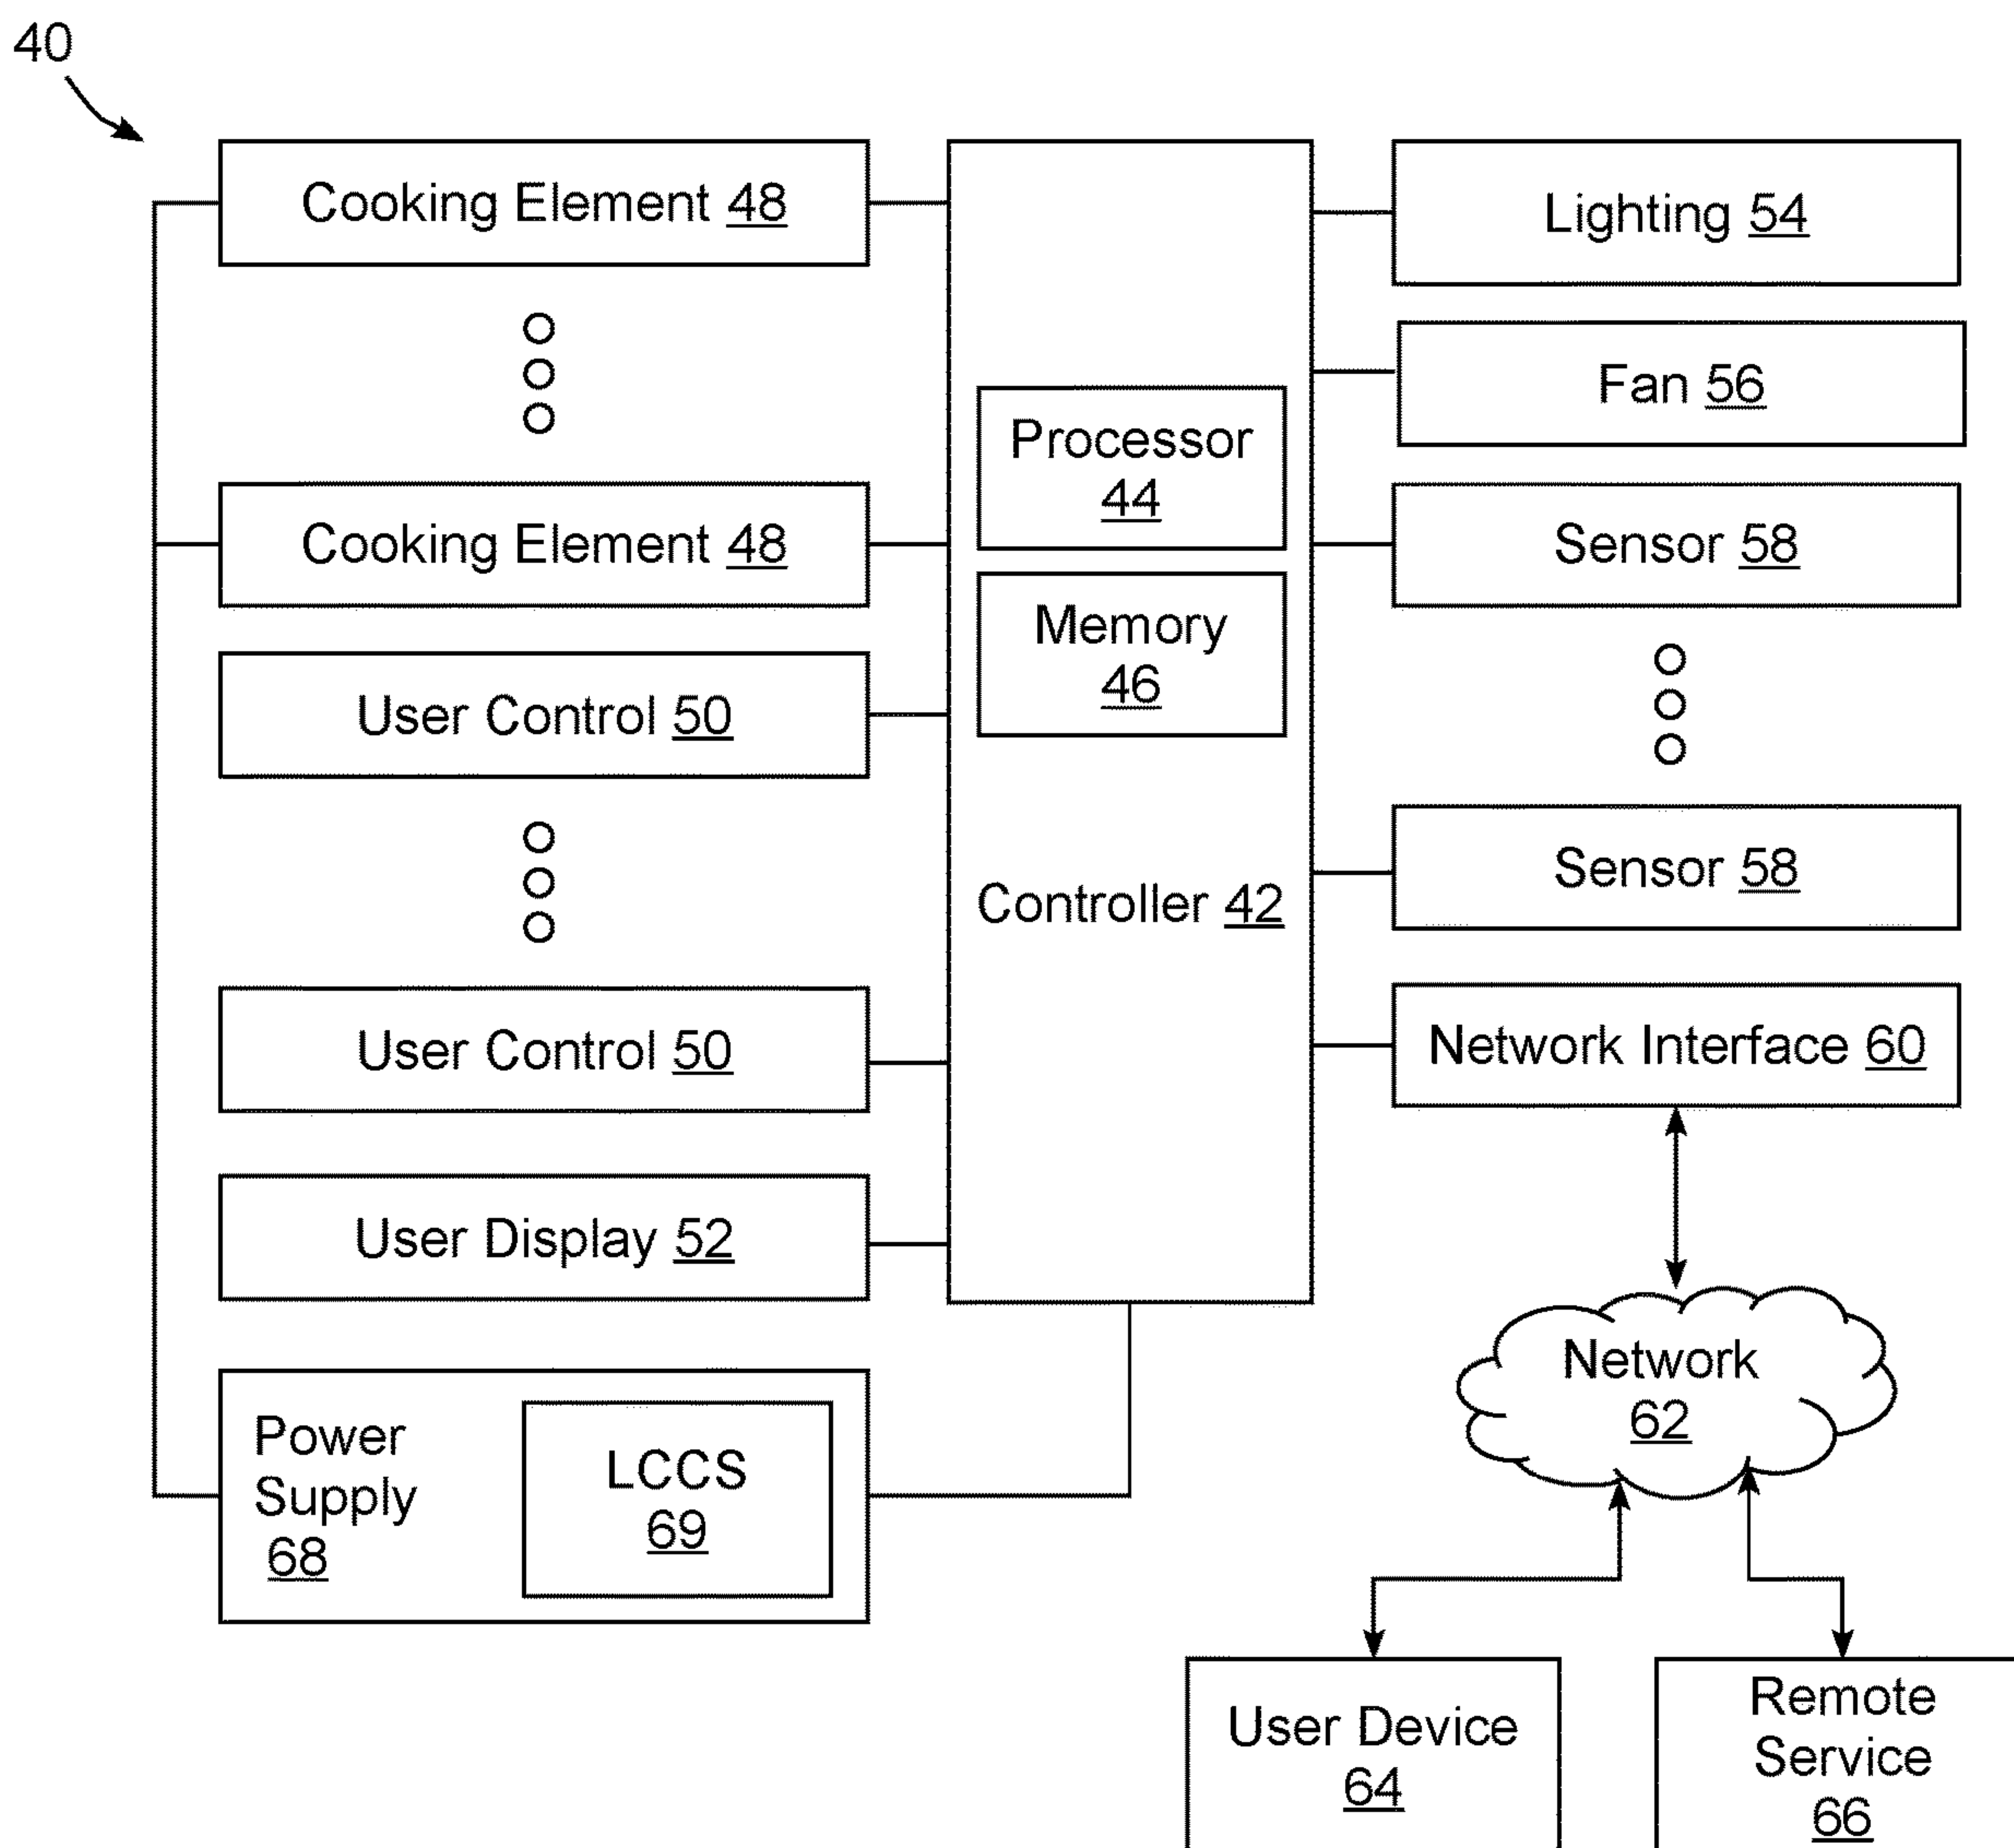 40
Cooking Element 48
Cooking Element 48
User Control 50
User Control 50
User Display 52
Power
Supply
68
LCCS
69
Processor
44
Memory
46
Controller 42
Lighting 54
Fan 56
Sensor 58
Sensor 58
Network Interface 60
Network
62
User Device
64
Remote
Service
66